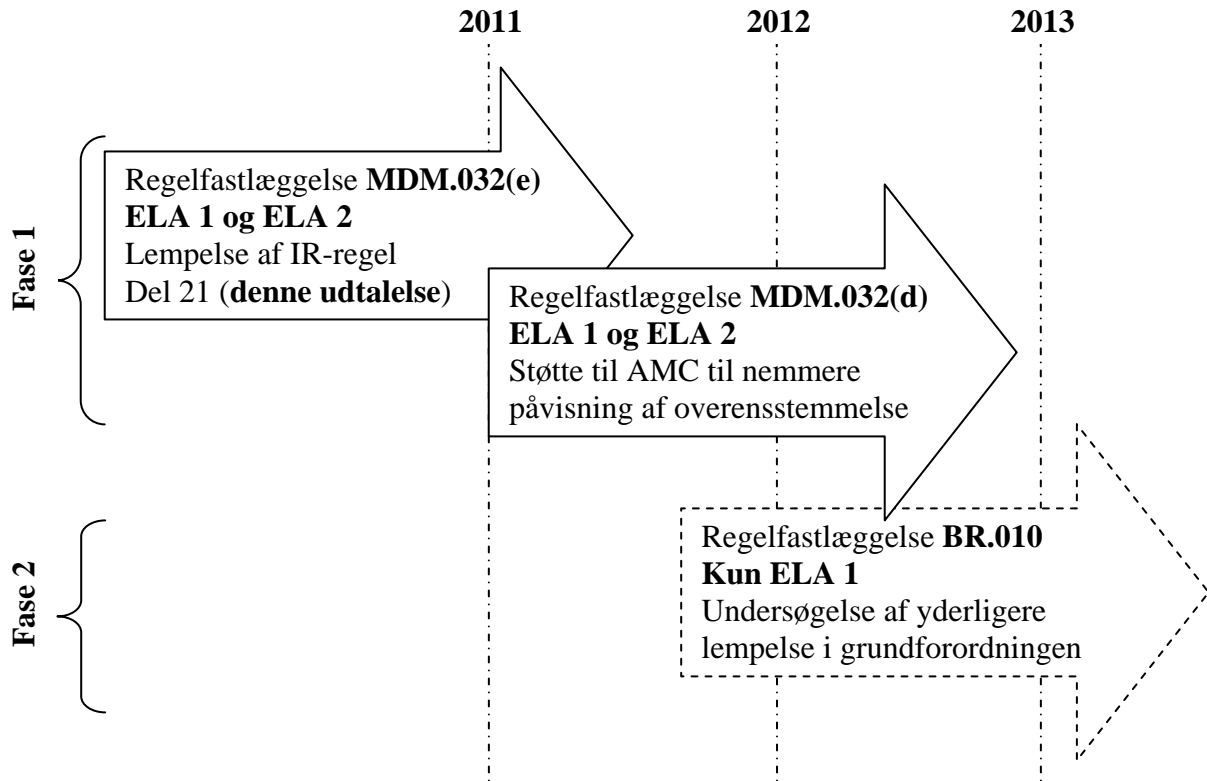 2011 2012 2013
Fase 1
Regelfastlæggelse MDM.032(e)
ELA 1 og ELA 2
Lempelse af IR-regel
Del 21 (denne udtalelse)
Regelfastlæggelse MDM.032(d)
ELA 1 og ELA 2
Støtte til AMC til nemmere
påvisning af overensstemmelse
Fase 2
Regelfastlæggelse BR.010
Kun ELA 1
Undersøgelse af yderligere
lempelse i grundforordningen